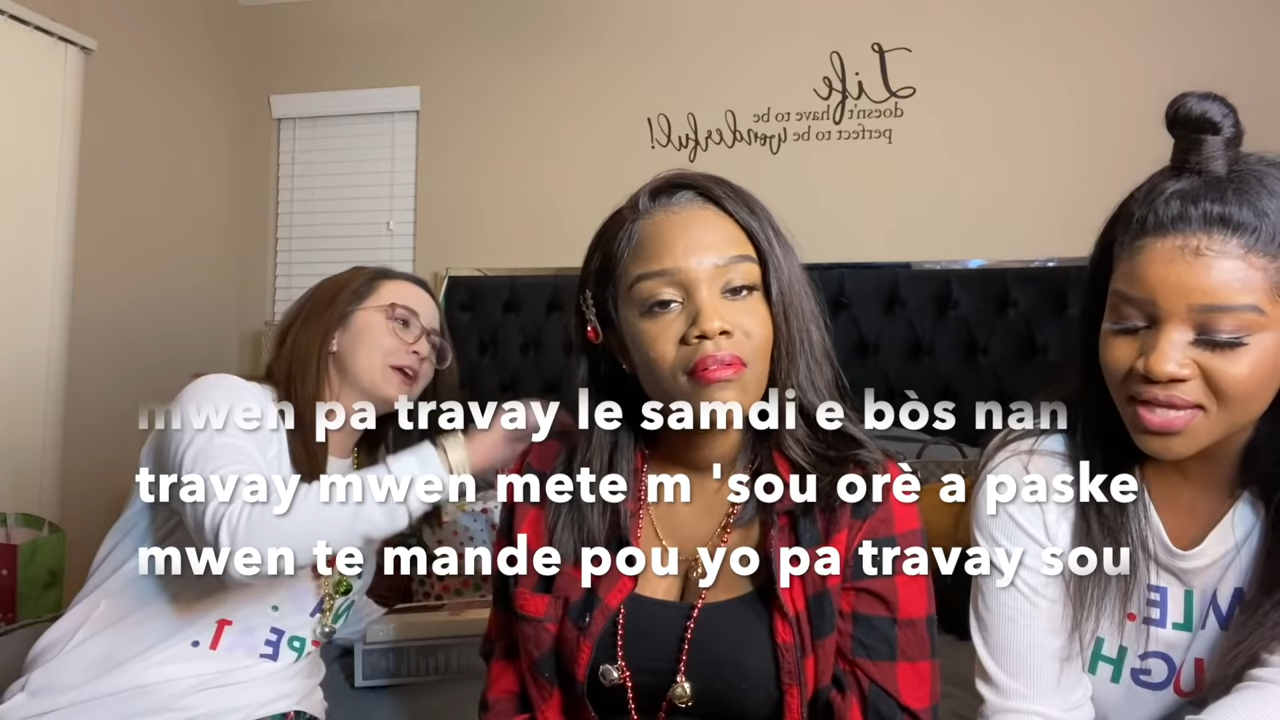 Life
doesn't have to be
perfect to be wonderful!
mwen pa travay le samdi e bòs nan
travay mwen mete m 'sou orè a paske
mwen te mande pou yo pa travay sou